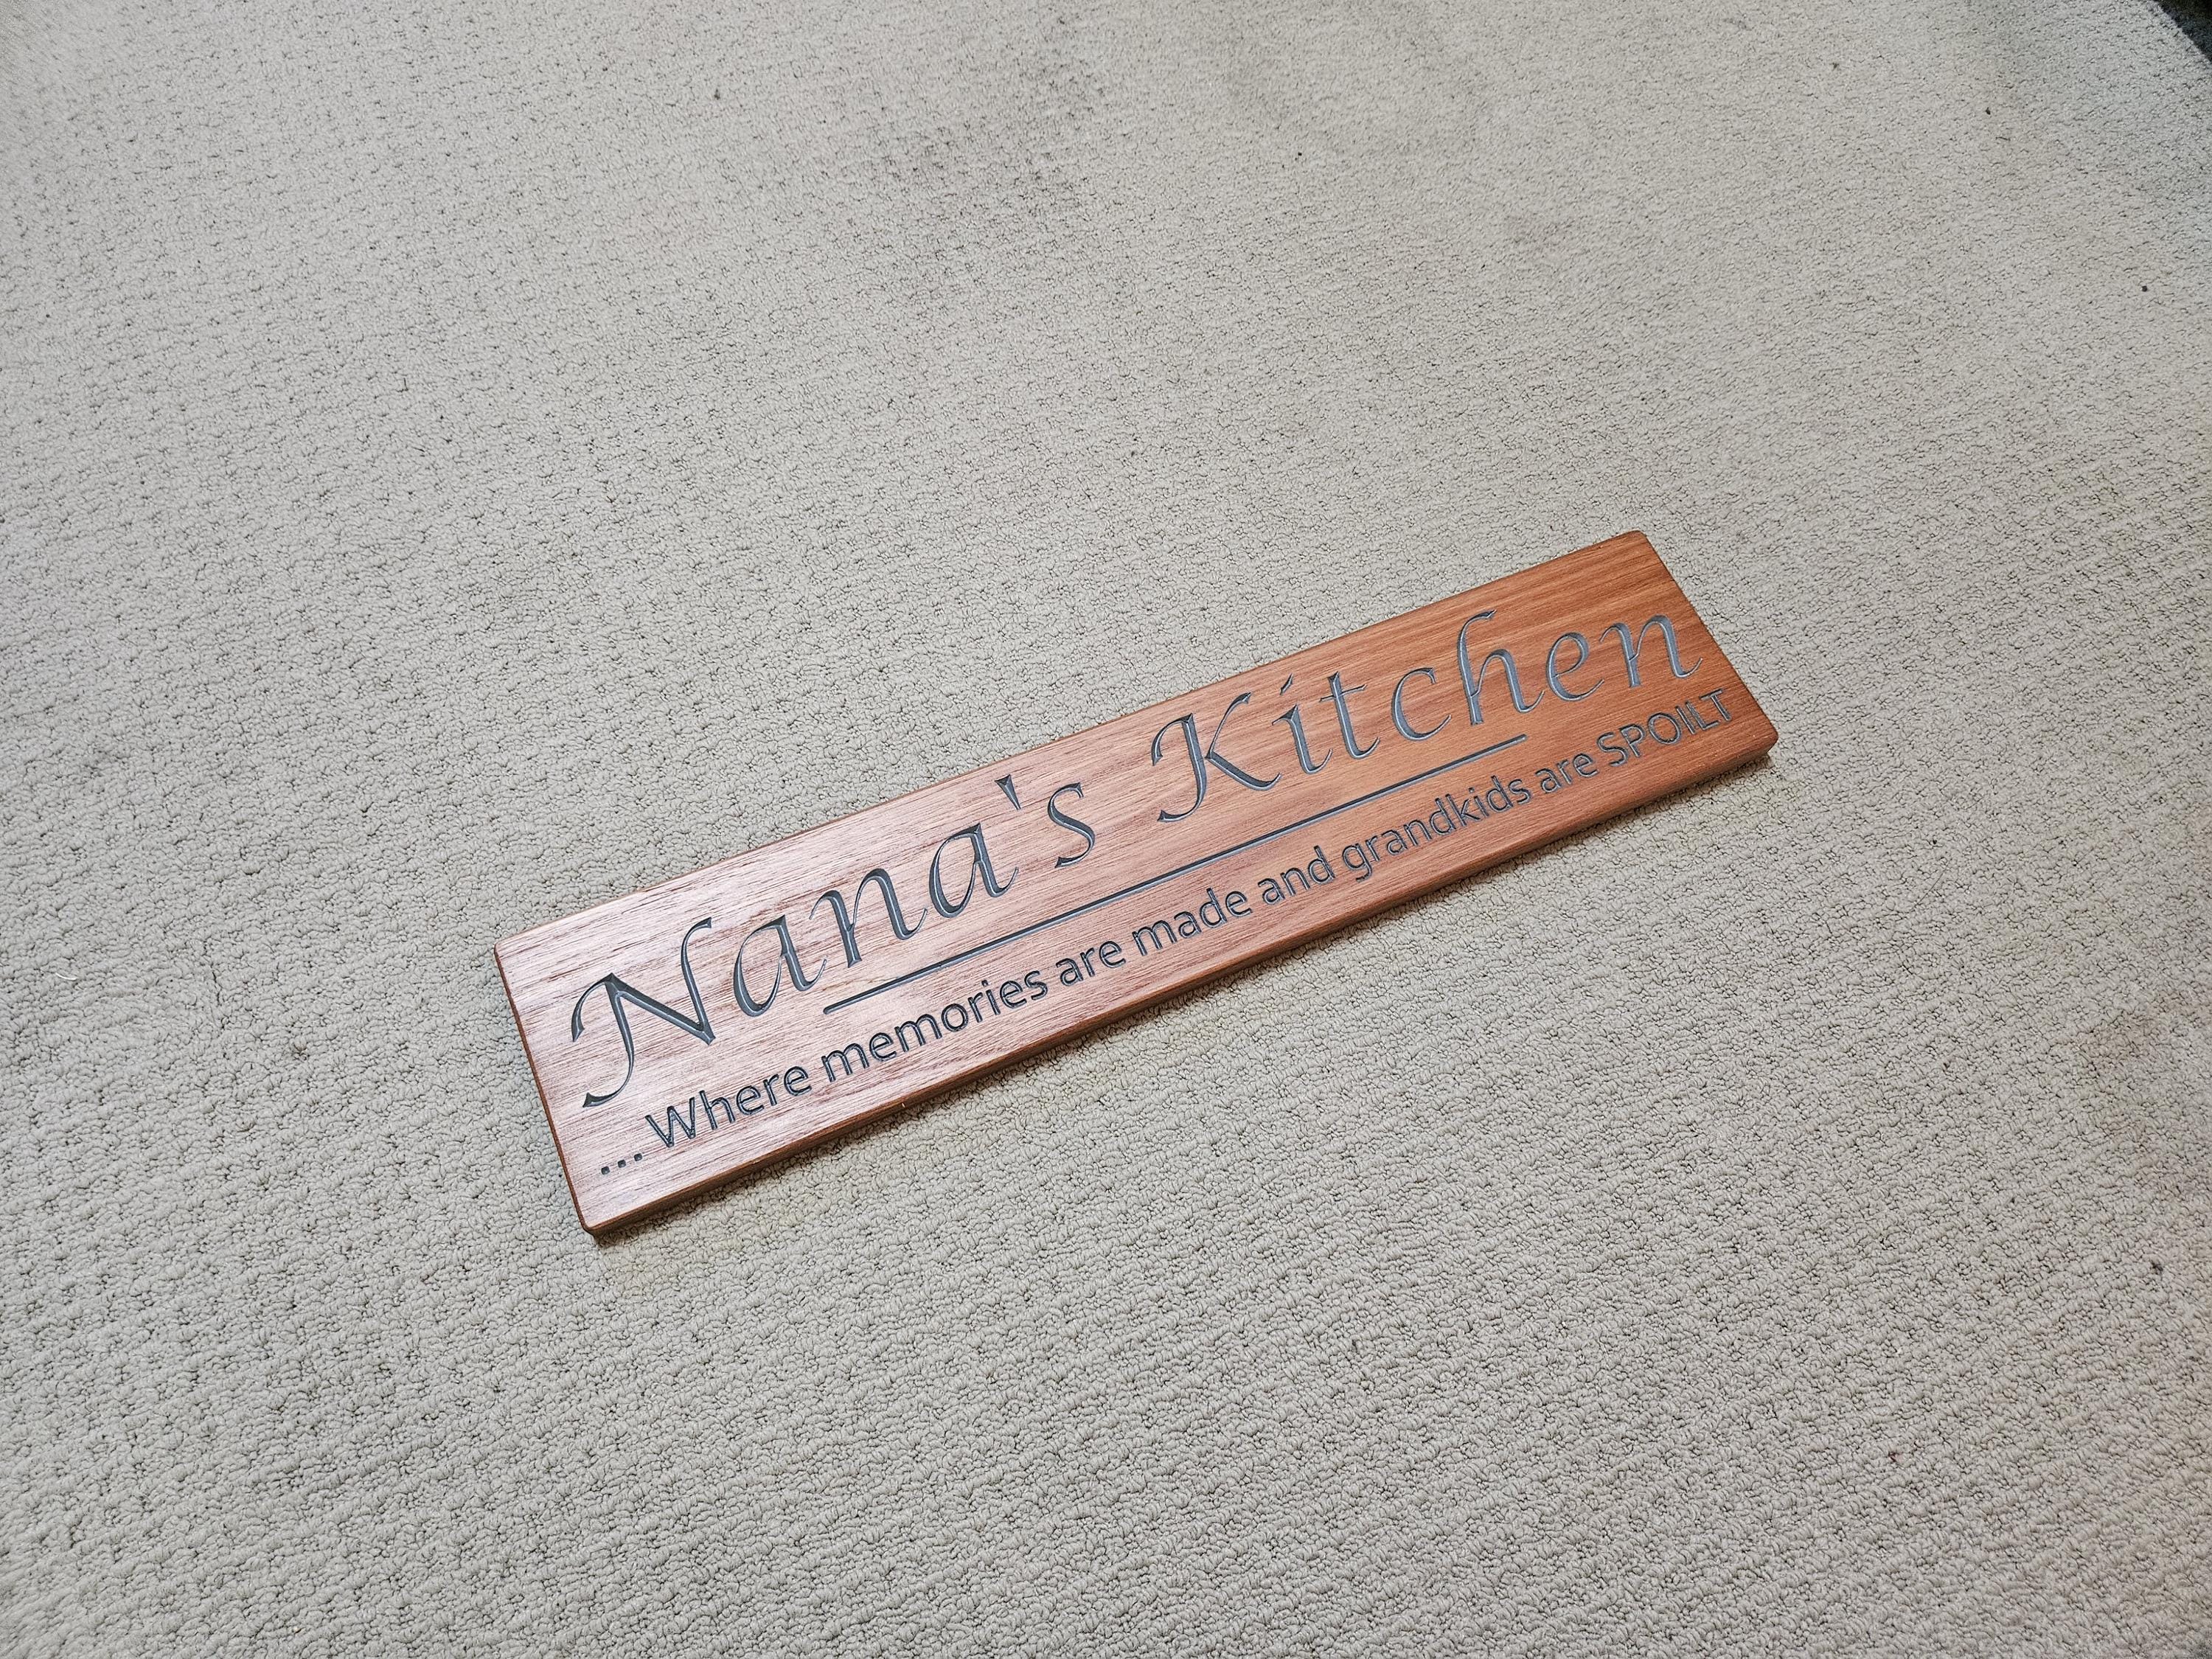 Nana's Kitchen
... Where memories are made and grandkids are SPOILT